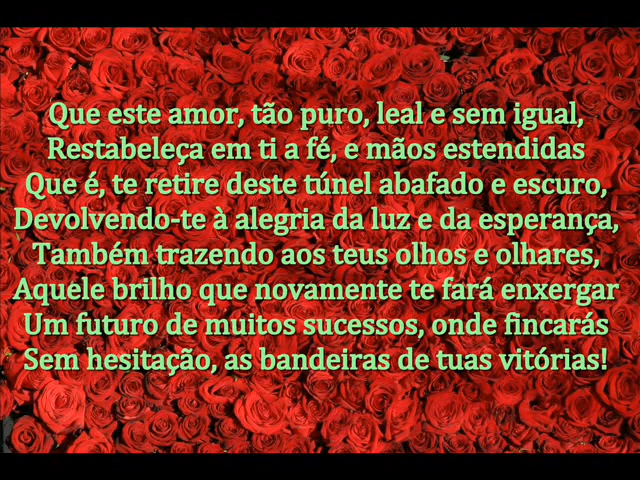 Que este amor, tão puro, leal e sem igual,
Restabeleça em ti a fé, e mãos estendidas
Que é, te retire deste túnel abafado e escuro,
Devolvendo-te à alegria da luz e da esperança,
Também trazendo aos teus olhos e olhares,
Aquele brilho que novamente te fará enxergar
Um futuro de muitos sucessos, onde fincarás
Sem hesitação, as bandeiras de tuas vitórias!